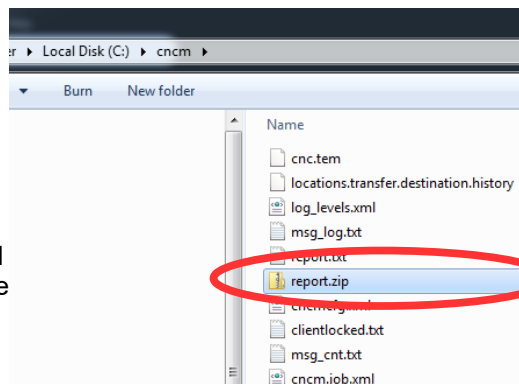 er ▸ Local Disk (C:) ▸ cncm ▸
Burn New folder
Name
cnc.tem
locations.transfer.destination.history
log_levels.xml
msg_log.txt
report.txt
report.zip
clientlocked.txt
msg_cnt.txt
cncm.job.xml